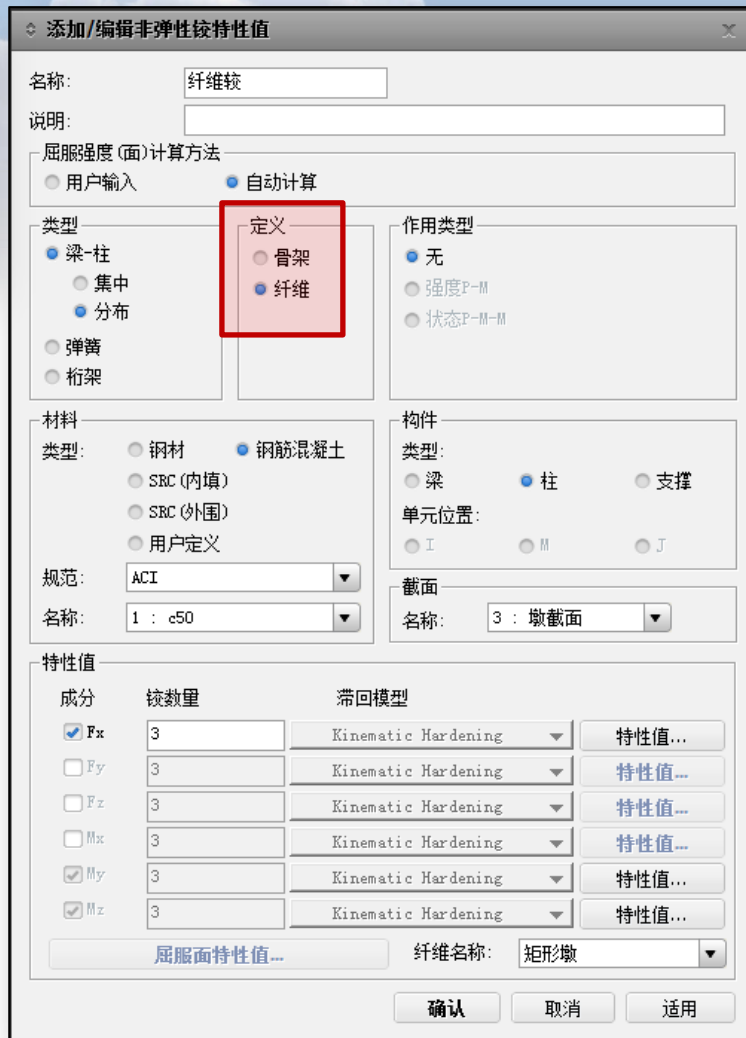 添加/编辑非弹性铰特性值
名称: 纤维铰
说明:
屈服强度(面)计算方法
用户输入 自动计算
类型 定义 作用类型
梁-柱 骨架 无
集中 纤维 强度P-M
分布 状态P-M-M
弹簧
桁架
材料 构件
类型: 钢材 钢筋混凝土 类型:
SRC(内填) 梁 柱 支撑
SRC(外围) 单元位置:
用户定义 I M J
规范: ACI 截面
名称: 1 : c50 名称: 3 : 墩截面
特性值
成分 铰数量 滞回模型
Fx 3 Kinematic Hardening 特性值...
Fy 3 Kinematic Hardening 特性值...
Fz 3 Kinematic Hardening 特性值...
Mx 3 Kinematic Hardening 特性值...
My 3 Kinematic Hardening 特性值...
Mz 3 Kinematic Hardening 特性值...
屈服面特性值... 纤维名称: 矩形墩
确认 取消 适用